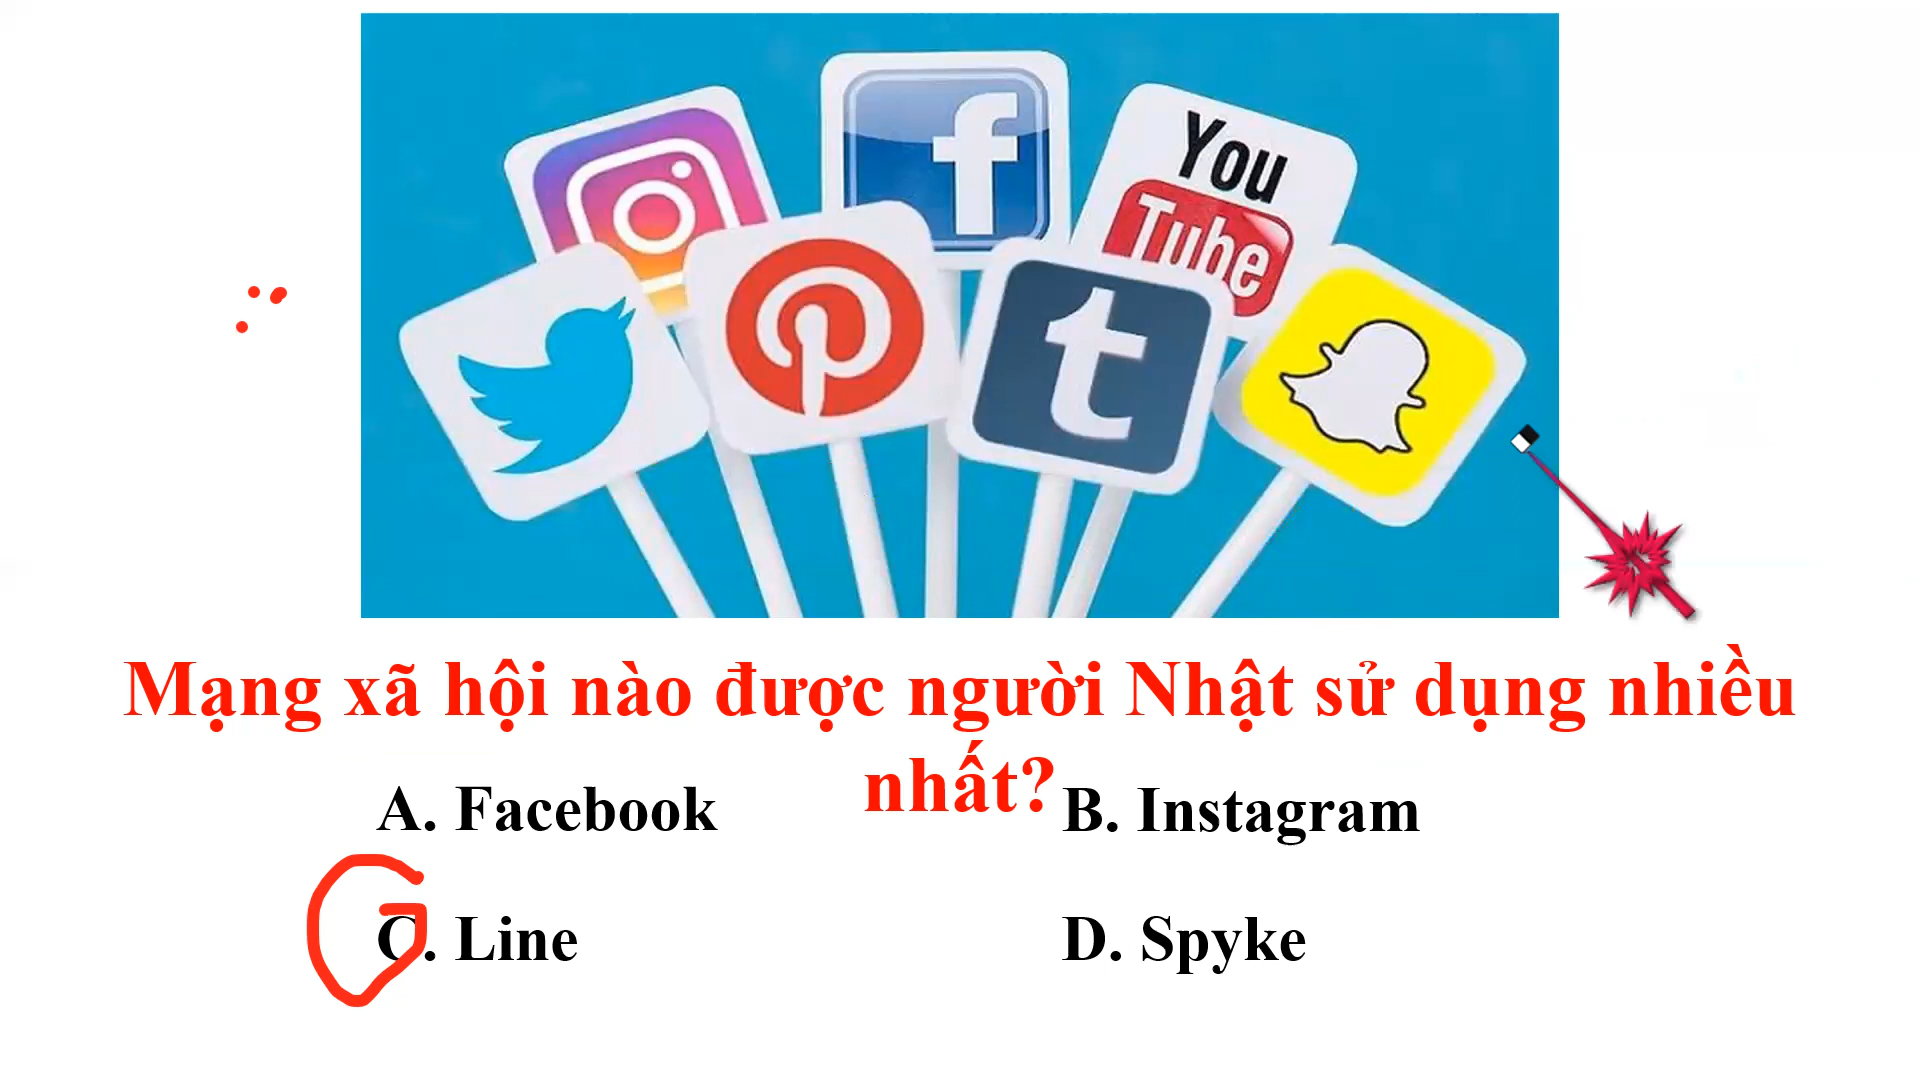 f
You
Tube
t
Mạng xã hội nào được người Nhật sử dụng nhiều
nhất?
A. Facebook
B. Instagram
C. Line
D. Spyke